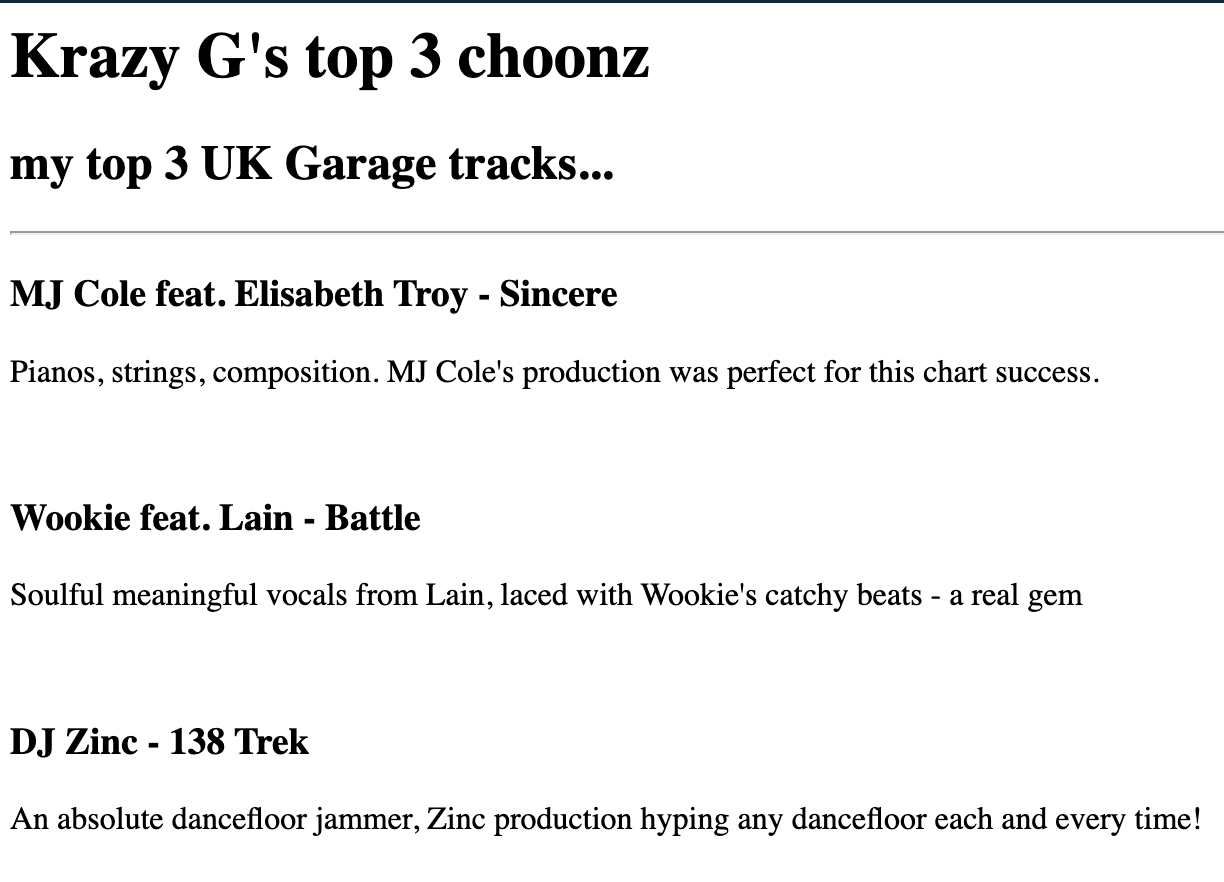 Krazy G's top 3 choonz
my top 3 UK Garage tracks...
MJ Cole feat. Elisabeth Troy - Sincere
Pianos, strings, composition. MJ Cole's production was perfect for this chart success.
Wookie feat. Lain - Battle
Soulful meaningful vocals from Lain, laced with Wookie's catchy beats - a real gem
DJ Zinc - 138 Trek
An absolute dancefloor jammer, Zinc production hyping any dancefloor each and every time!